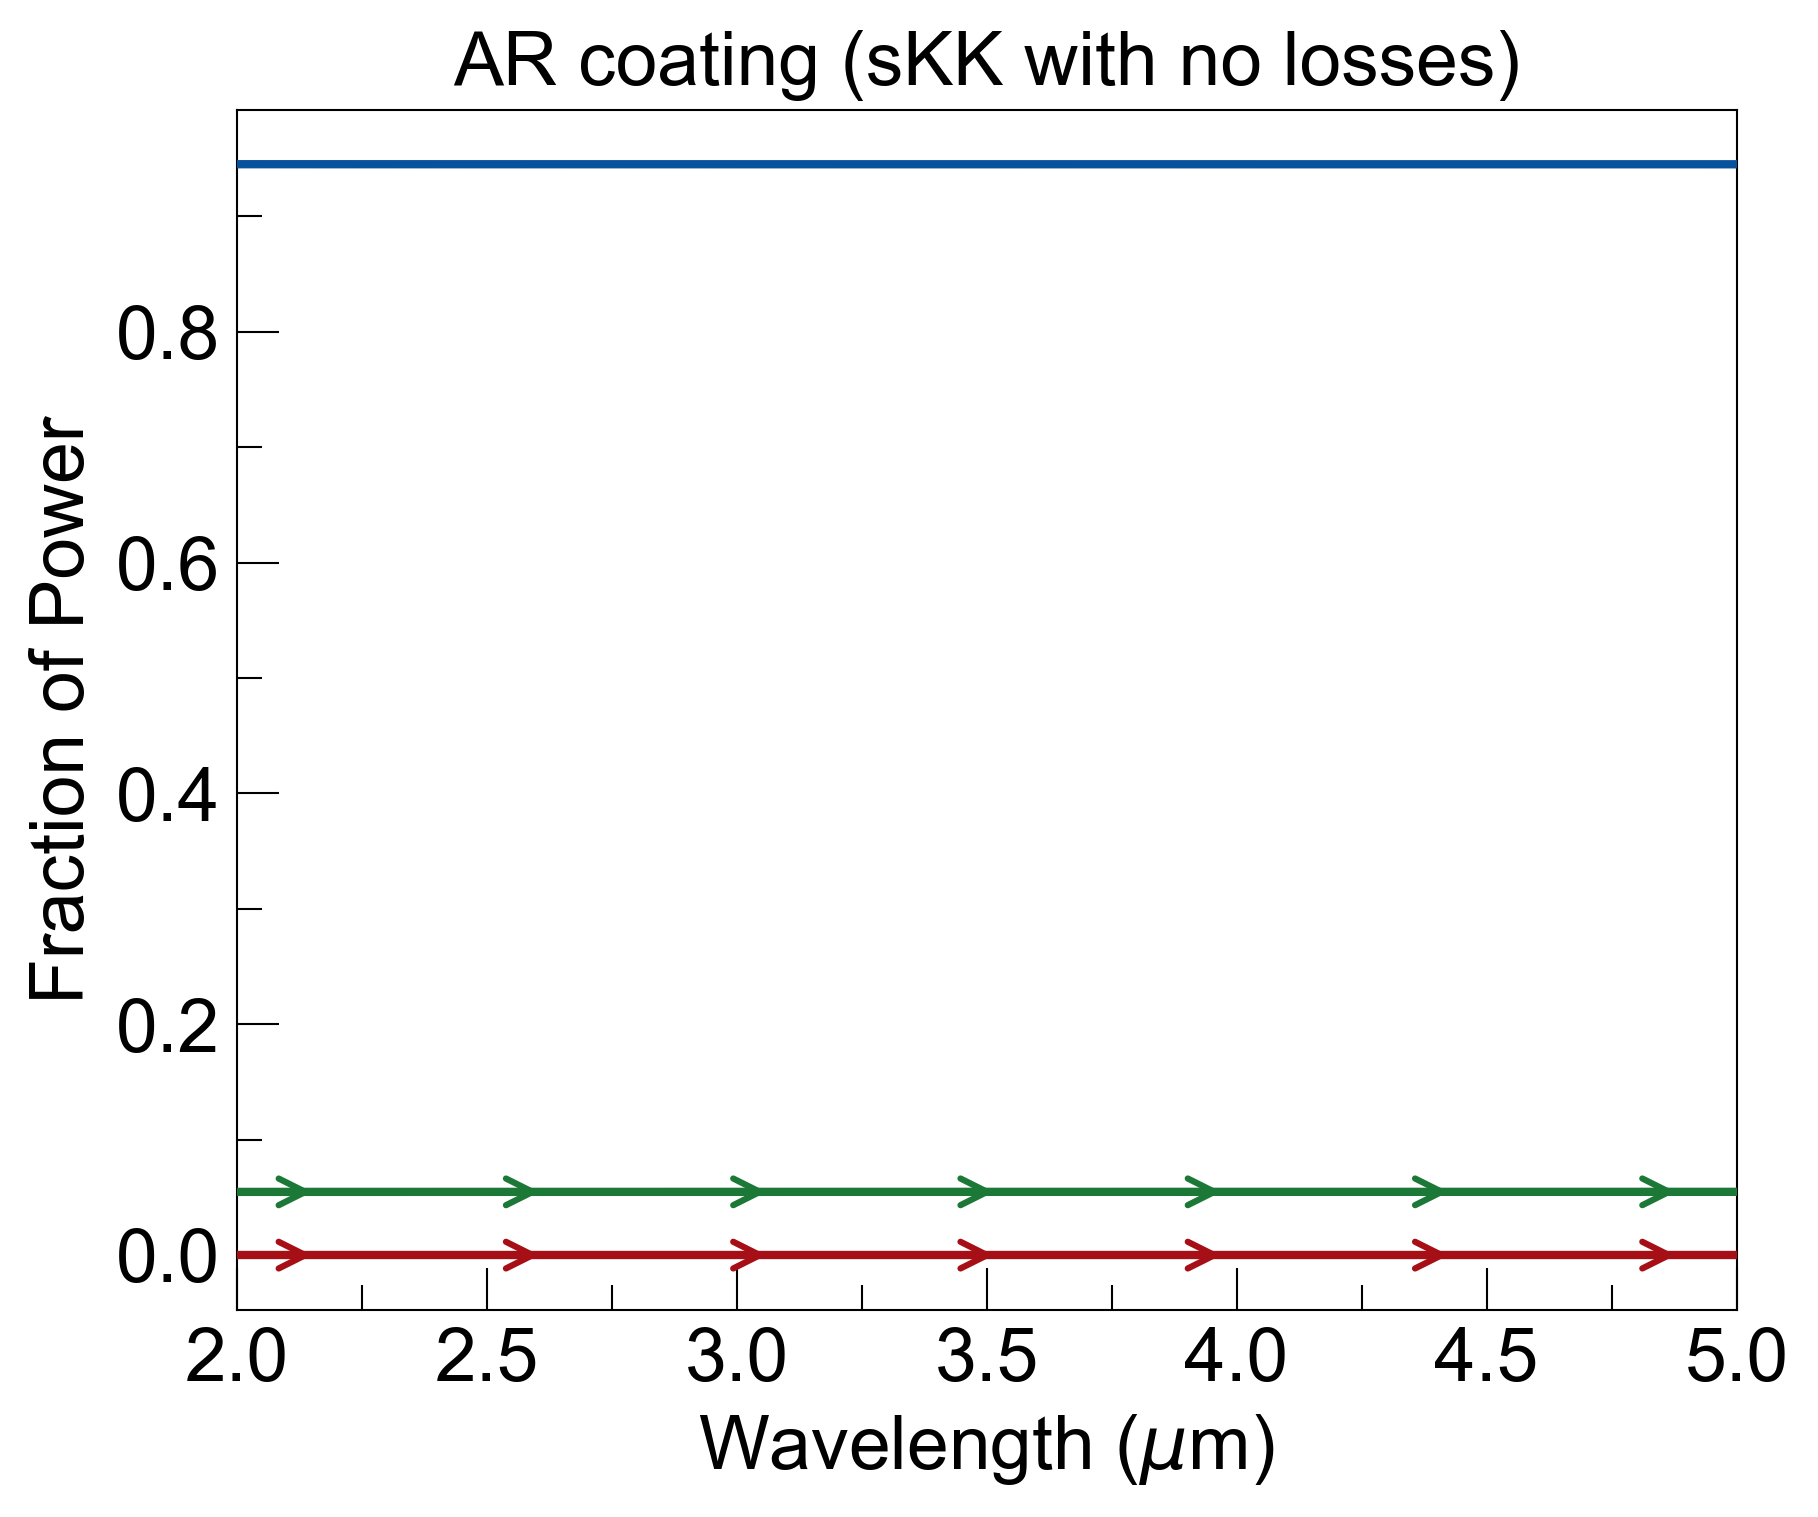 AR coating (sKK with no losses)
Fraction of Power
0.8
0.6
0.4
0.2
0.0
2.0 2.5 3.0 3.5 4.0 4.5 5.0
Wavelength (μm)